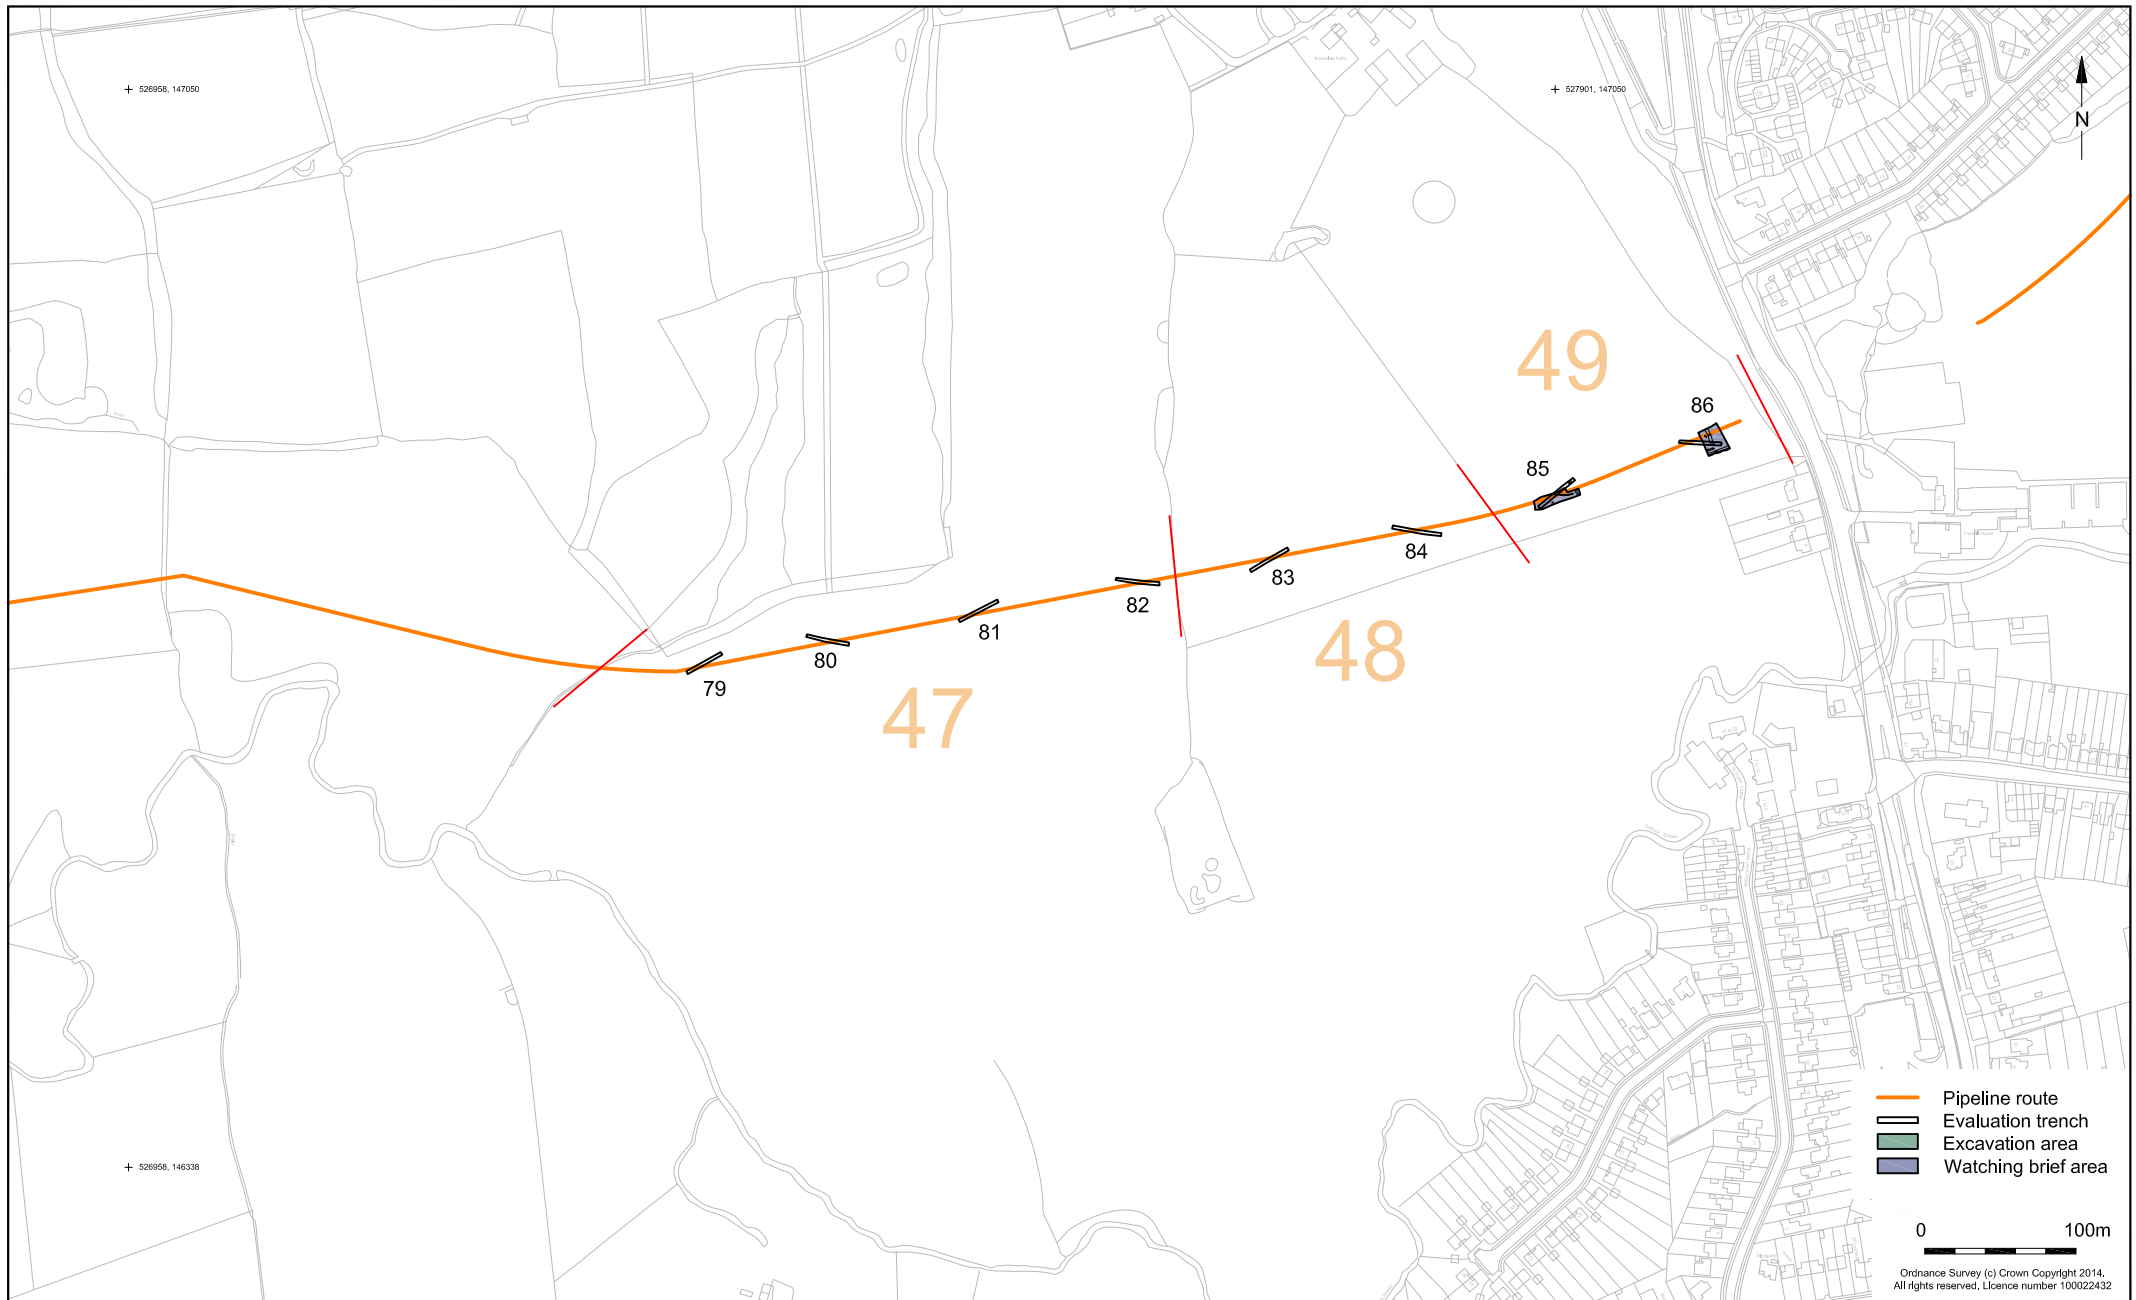 526958, 147050
527901, 147050
N
49
86
85
84
83
82
81
80
79
48
47
Drain
Drain
Pipeline route
Evaluation trench
Excavation area
Watching brief area
526958, 146338
0 100m
Ordnance Survey (c) Crown Copyright 2014.
All rights reserved. Licence number 100022432